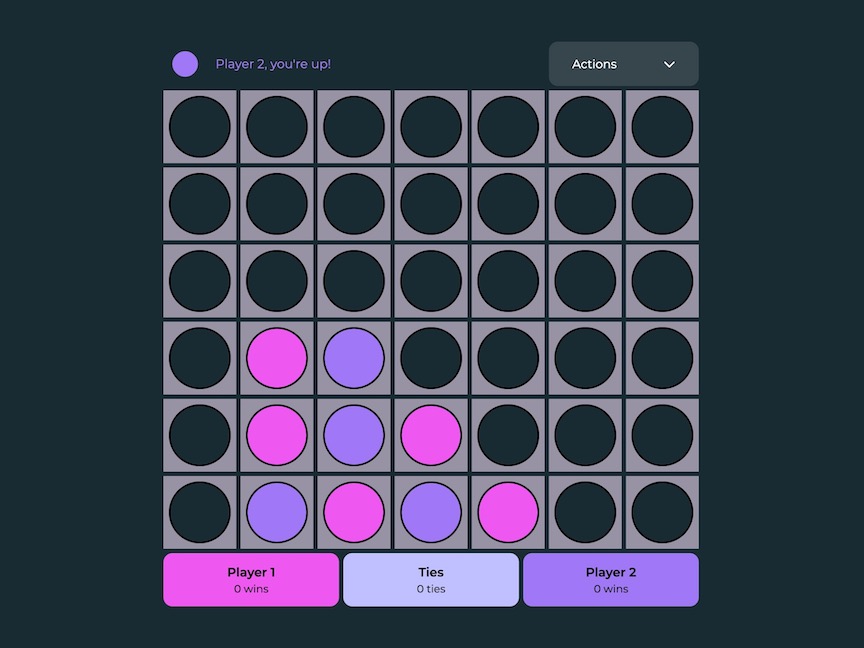 Player 2, you're up!
Actions
Player 1
0 wins
Ties
0 ties
Player 2
0 wins